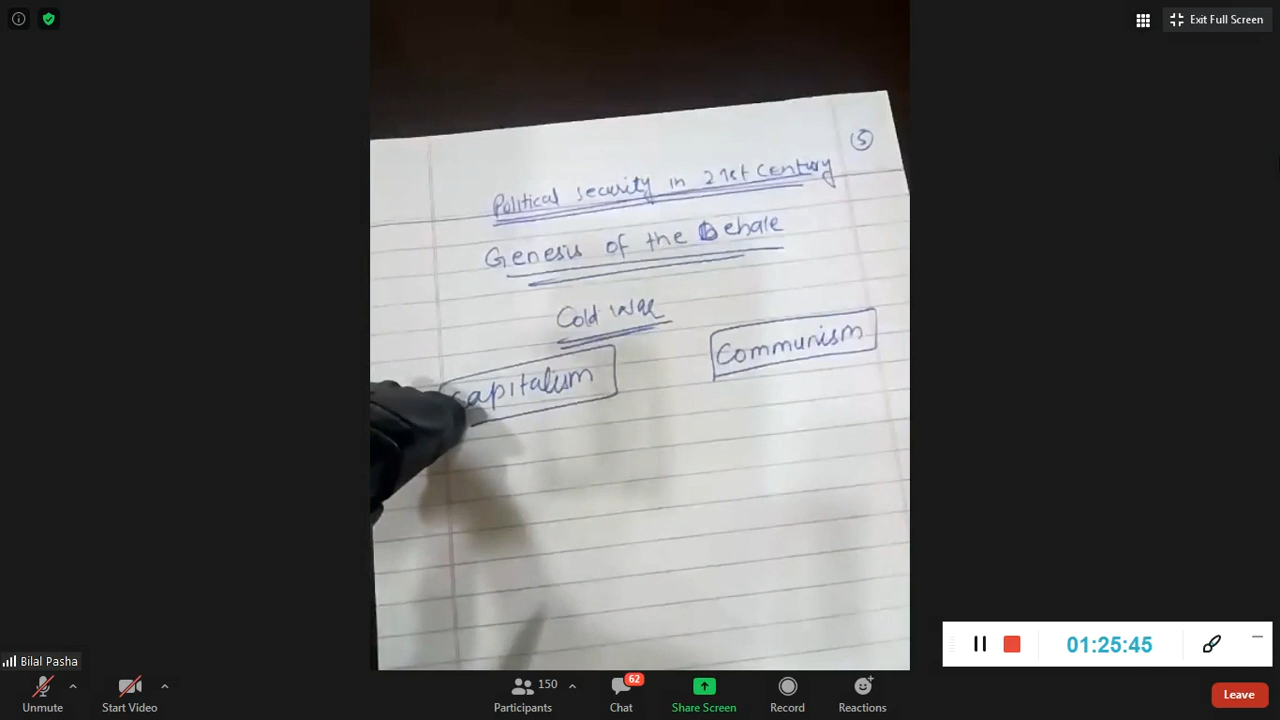 Exit Full Screen
5
Political security in 21st Century
Genesis of the Debate
Cold War
Communism
Capitalism
01:25:45
Bilal Pasha
150
62
Unmute
Start Video
Participants
Chat
Share Screen
Record
Reactions
Leave